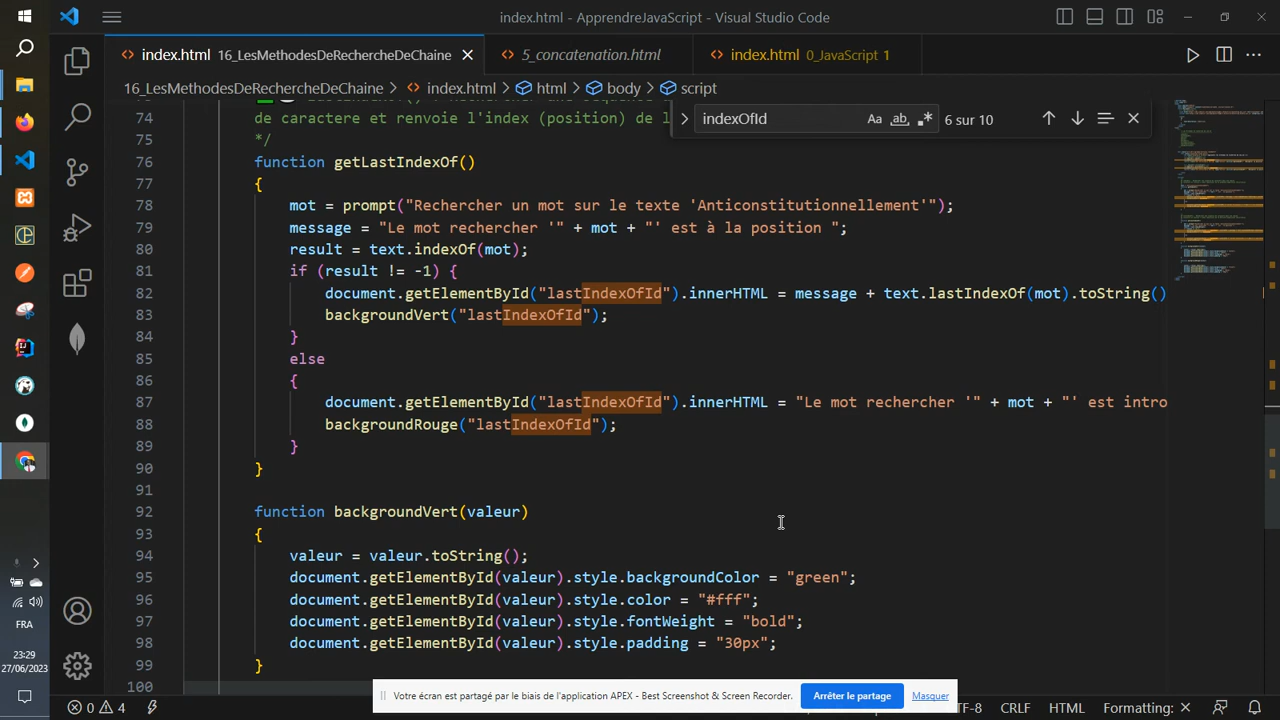 index.html - ApprendreJavaScript - Visual Studio Code
index.html 16_LesMethodesDeRechercheDeChaine
5_concatenation.html
index.html 0_JavaScript 1
16_LesMethodesDeRechercheDeChaine > index.html > html > body > script
indexOfId
Aa ab
6 sur 10
74 de caractere et renvoie l'index (position) de l
75 */
76 function getLastIndexOf()
77 {
78 mot = prompt("Rechercher un mot sur le texte 'Anticonstitutionnellement'");
79 message = "Le mot rechercher '" + mot + "' est à la position ";
80 result = text.indexOf(mot);
81 if (result != -1) {
82 document.getElementById("lastIndexOfId").innerHTML = message + text.lastIndexOf(mot).toString()
83 backgroundVert("lastIndexOfId");
84 }
85 else
86 {
87 document.getElementById("lastIndexOfId").innerHTML = "Le mot rechercher '" + mot + "' est intro
88 backgroundRouge("lastIndexOfId");
89 }
90 }
91
92 function backgroundVert(valeur)
93 {
94 valeur = valeur.toString();
95 document.getElementById(valeur).style.backgroundColor = "green";
96 document.getElementById(valeur).style.color = "#fff";
97 document.getElementById(valeur).style.fontWeight = "bold";
98 document.getElementById(valeur).style.padding = "30px";
99 }
100
FRA
23:29
27/06/2023
Votre écran est partagé par le biais de l'application APEX - Best Screenshot & Screen Recorder.
Arrêter le partage
Masquer
0 4
TF-8 CRLF HTML Formatting: